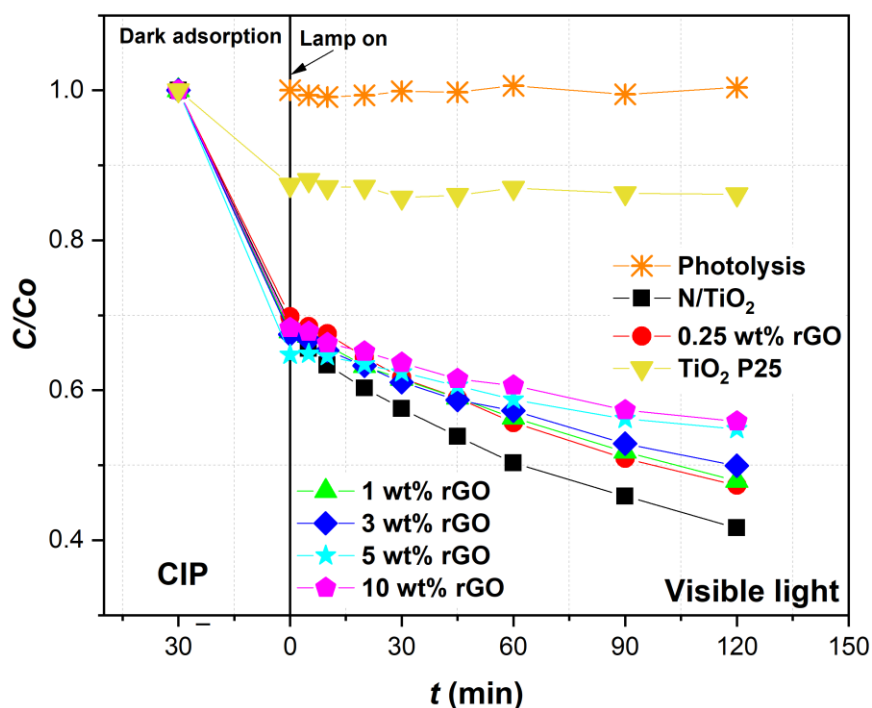 Dark adsorption
Lamp on
1.0
0.8
0.6
0.4
C/Co
Photolysis
N/TiO₂
0.25 wt% rGO
TiO₂ P25
1 wt% rGO
3 wt% rGO
5 wt% rGO
10 wt% rGO
CIP
Visible light
30 – 0 30 60 90 120 150
t (min)